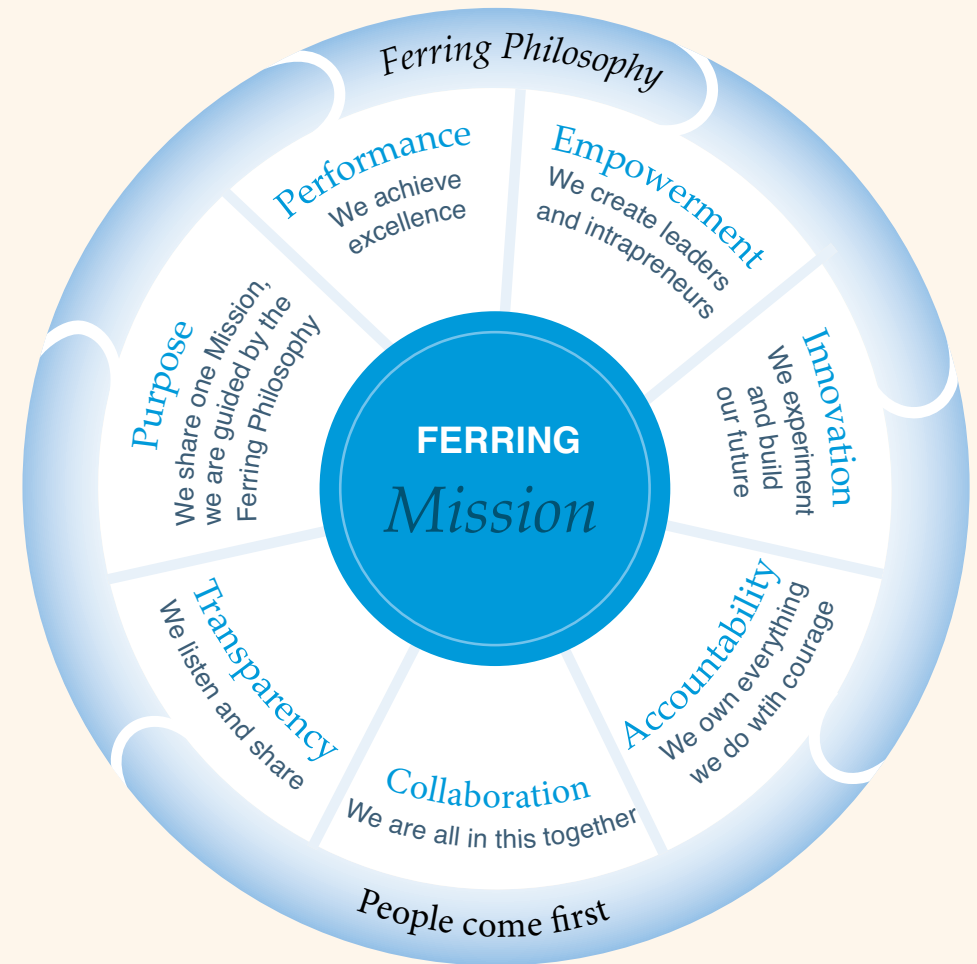 Ferring Philosophy
Performance
We achieve
excellence
Empowerment
We create leaders
and intrapreneurs
Innovation
We experiment
and build
our future
Accountability
We own everything
we do wtih courage
Collaboration
We are all in this together
Transparency
We listen and share
Purpose
We share one Mission,
we are guided by the
Ferring Philosophy
FERRING
Mission
People come first